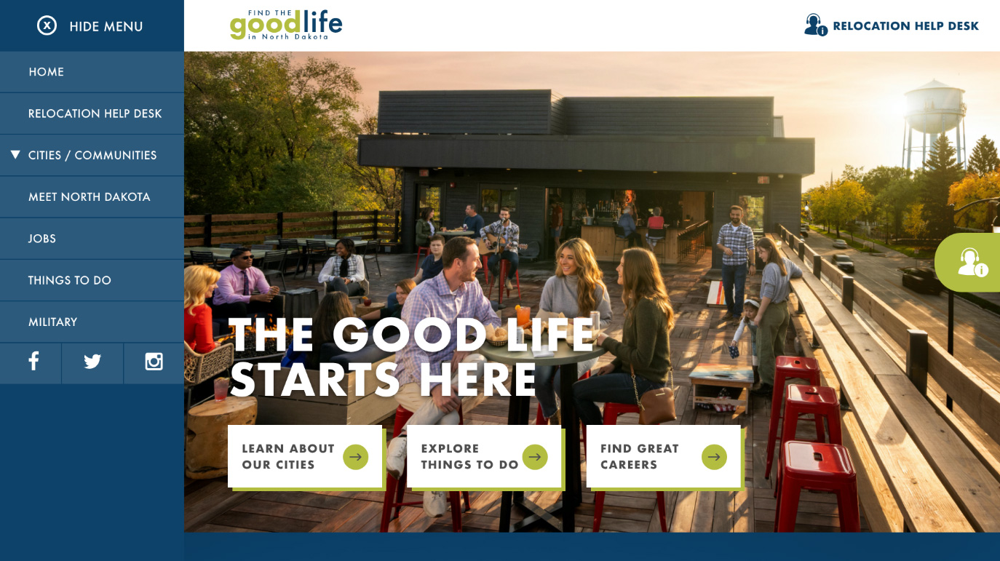 HIDE MENU
HOME
RELOCATION HELP DESK
CITIES / COMMUNITIES
MEET NORTH DAKOTA
JOBS
THINGS TO DO
MILITARY
FIND THE
goodlife
in North Dakota
RELOCATION HELP DESK
THE GOOD LIFE
STARTS HERE
LEARN ABOUT
OUR CITIES
EXPLORE
THINGS TO DO
FIND GREAT
CAREERS